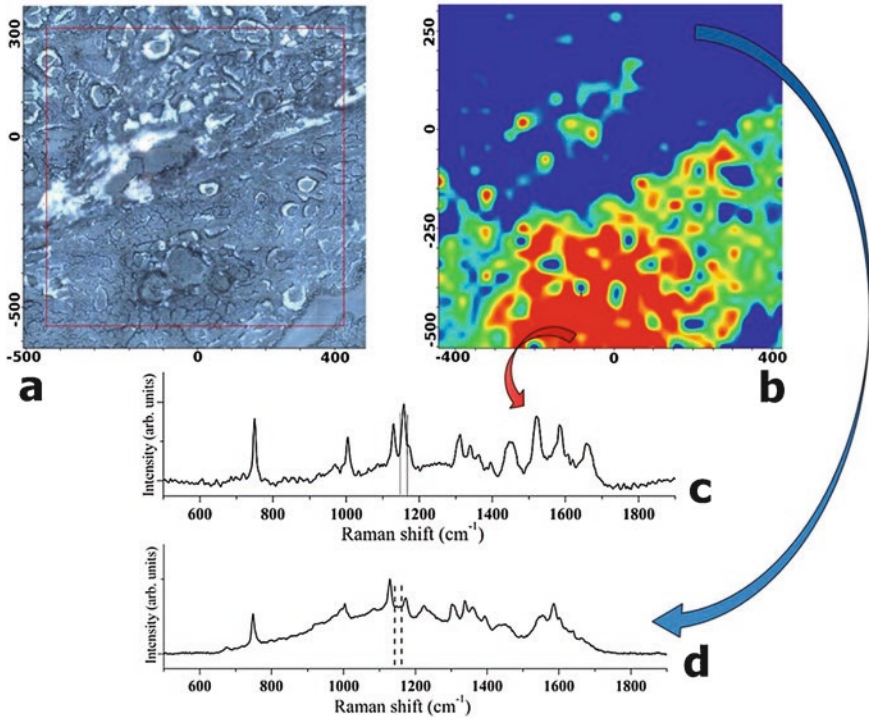 300
0
-500
-500 0 400
a
250
0
-250
-500
-400 0 400
b
Intensity (arb. units)
600 800 1000 1200 1400 1600 1800
Raman shift (cm-1)
c
Intensity (arb. units)
600 800 1000 1200 1400 1600 1800
Raman shift (cm-1)
d